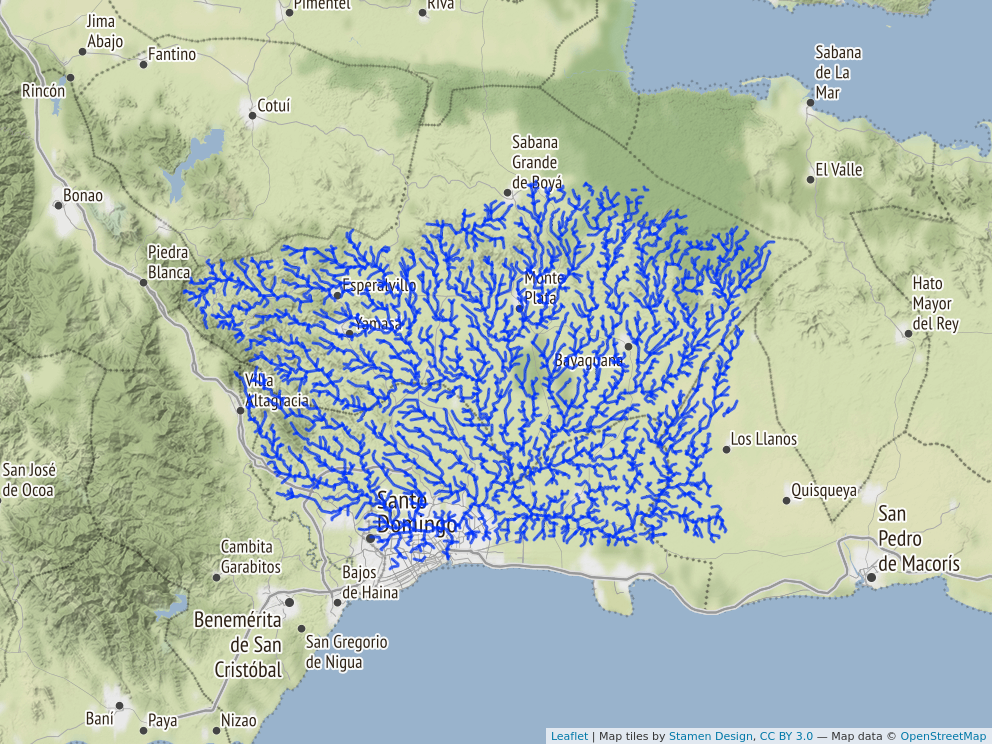 Pimentel
Riva
Jima
Abajo
Fantino
Rincón
Cotuí
Sabana
de La
Mar
Sabana
Grande
de Boyá
El Valle
Bonao
Piedra
Blanca
Esperalvillo
Monte
Plata
Hato
Mayor
del Rey
Yamasá
Bayaguana
Villa
Altagracia
Los Llanos
San José
de Ocoa
Quisqueya
Santo
Domingo
San
Pedro
de Macorís
Cambita
Garabitos
Bajos
de Haina
Benemérita
de San
Cristóbal
San Gregorio
de Nigua
Baní
Paya
Nizao
Leaflet | Map tiles by Stamen Design, CC BY 3.0 — Map data © OpenStreetMap